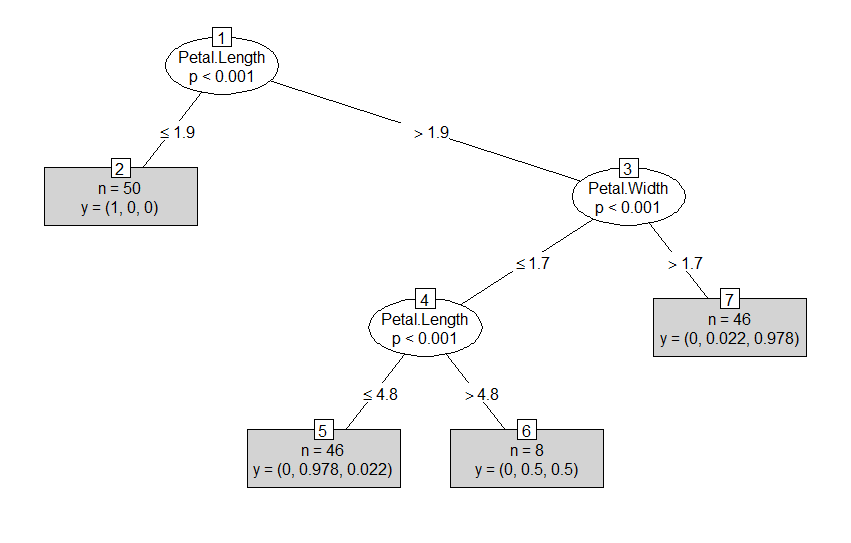 1
Petal.Length
p < 0.001
≤ 1.9
> 1.9
2
n = 50
y = (1, 0, 0)
3
Petal.Width
p < 0.001
≤ 1.7
> 1.7
4
Petal.Length
p < 0.001
≤ 4.8
> 4.8
5
n = 46
y = (0, 0.978, 0.022)
6
n = 8
y = (0, 0.5, 0.5)
7
n = 46
y = (0, 0.022, 0.978)